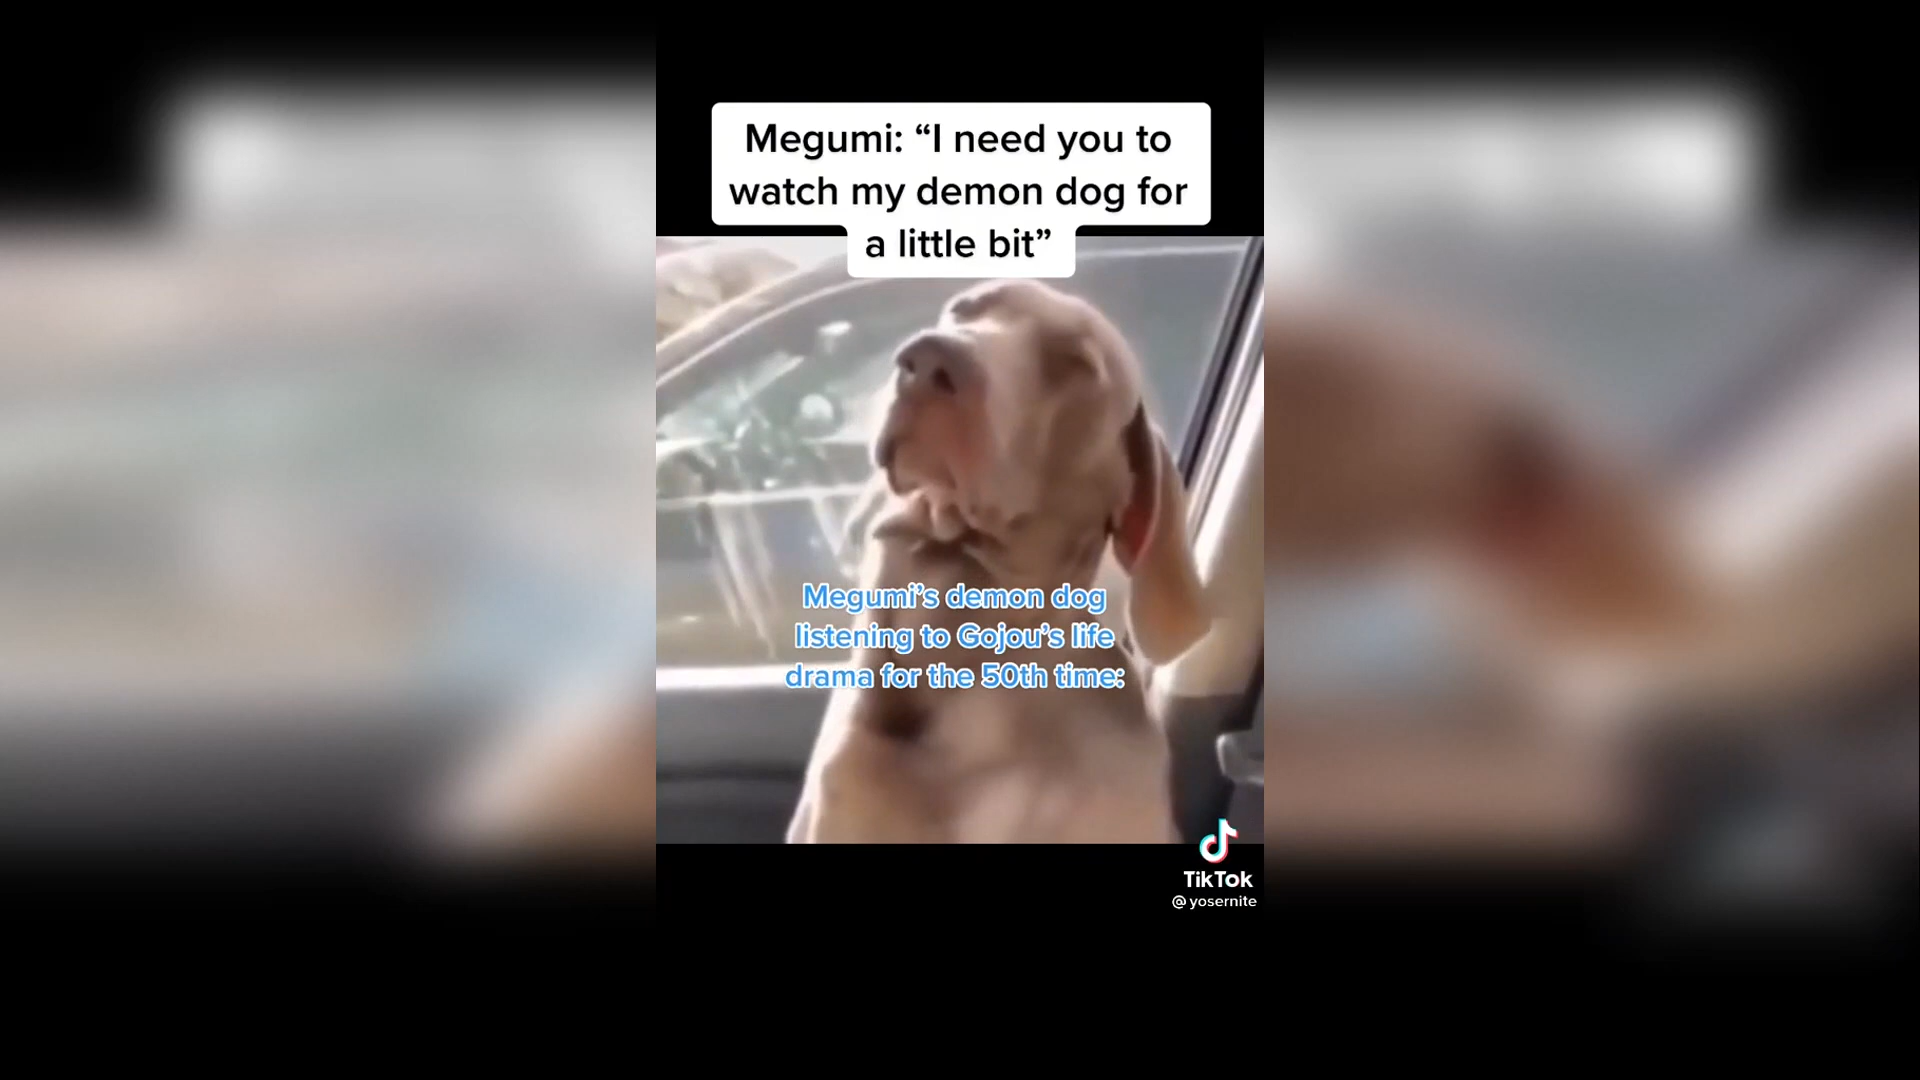 Megumi: “I need you to
watch my demon dog for
a little bit”
Megumi’s demon dog
listening to Gojou’s life
drama for the 50th time:
TikTok
@yosernite